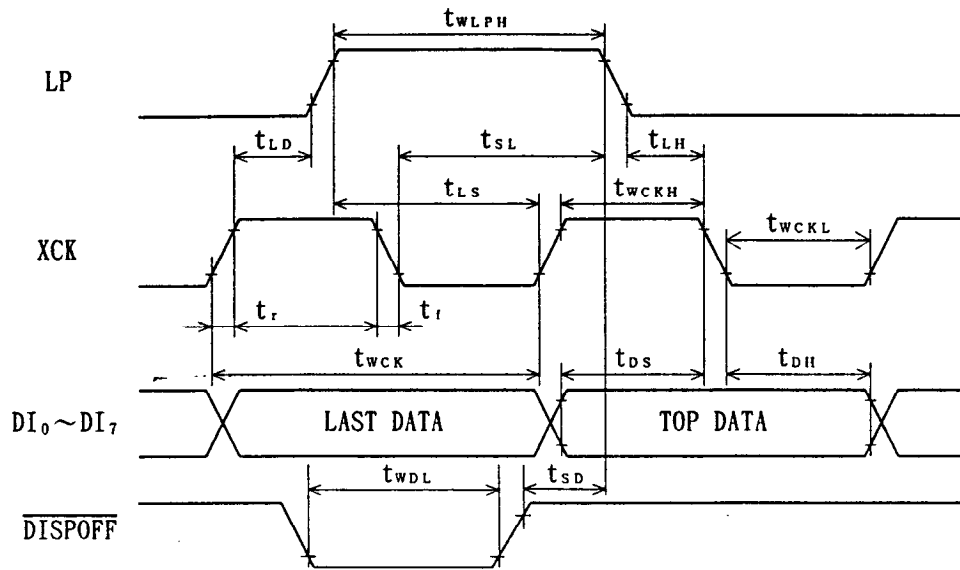 tWLPH
LP
tLD
tSL
tLH
tLS
tWCKH
XCK
tWCKL
tr
tf
tWCK
tDS
tDH
DI₀～DI₇
LAST DATA
TOP DATA
tWDL
tSD
DISPOFF